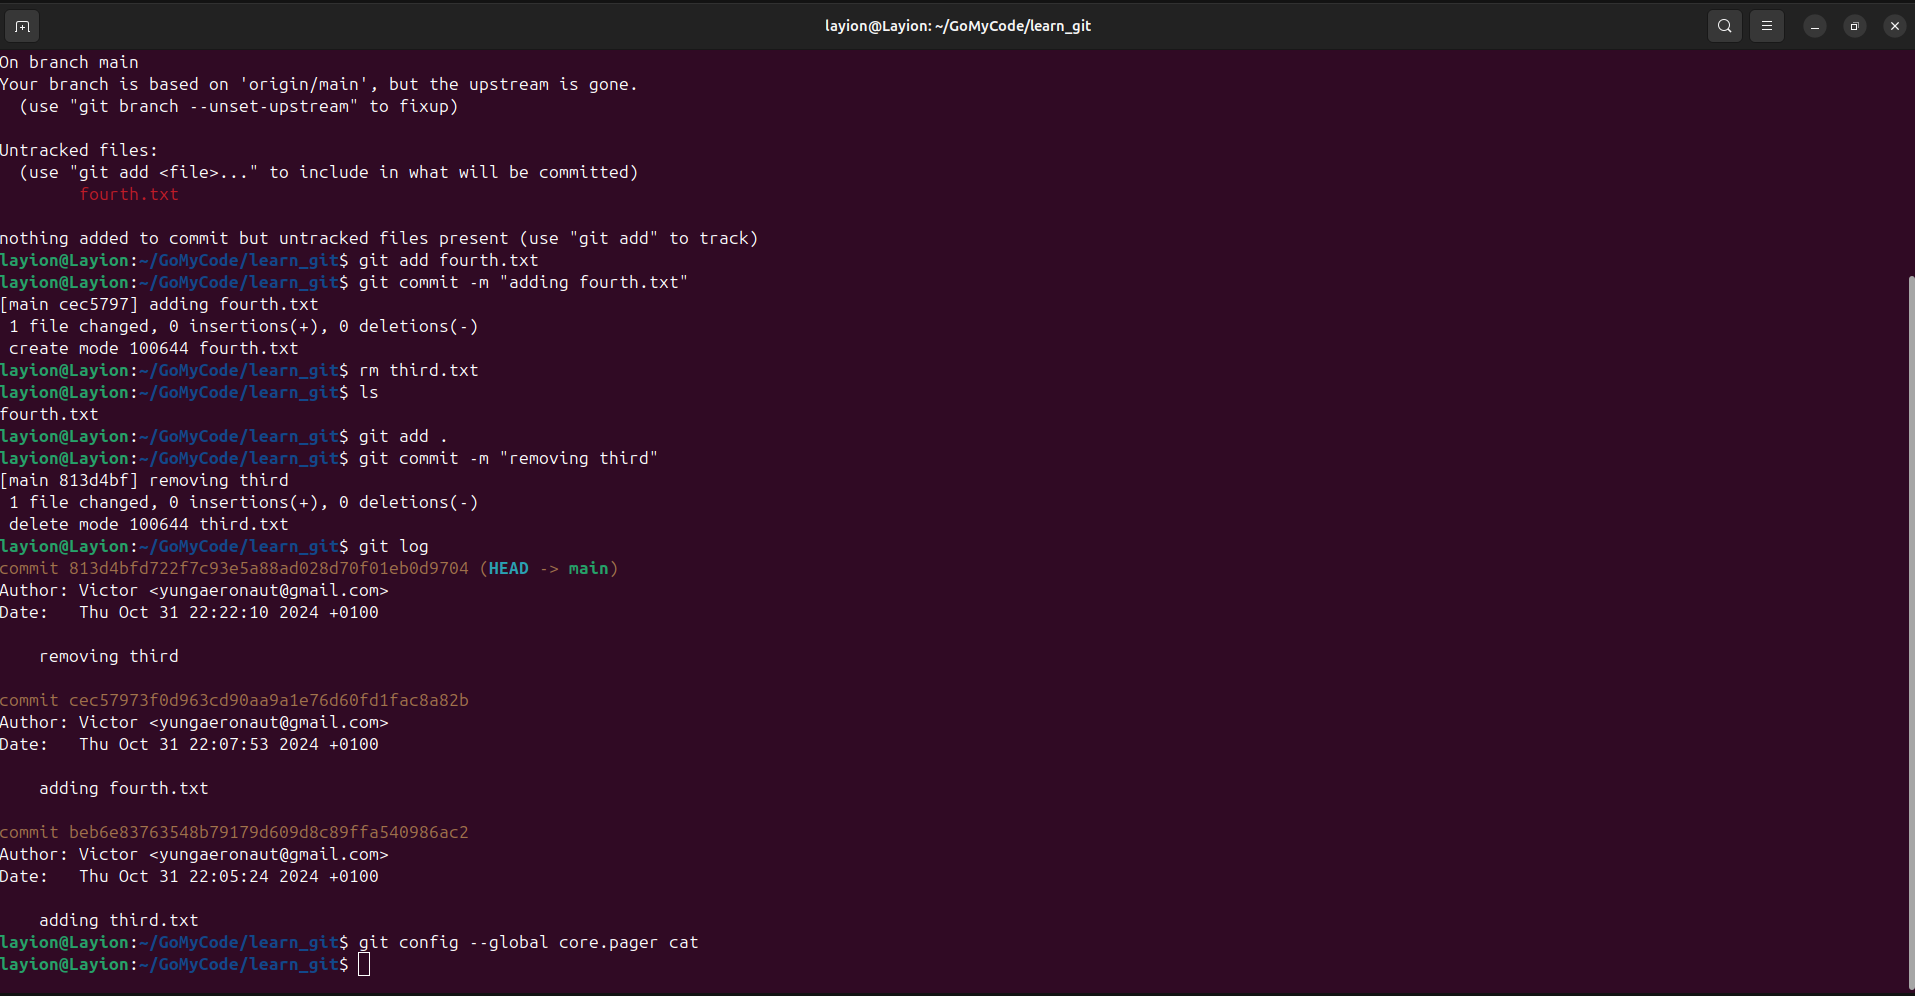 layion@Layion: ~/GoMyCode/learn_git
On branch main
Your branch is based on 'origin/main', but the upstream is gone.
  (use "git branch --unset-upstream" to fixup)
Untracked files:
  (use "git add <file>..." to include in what will be committed)
        fourth.txt
nothing added to commit but untracked files present (use "git add" to track)
layion@Layion:~/GoMyCode/learn_git$ git add fourth.txt
layion@Layion:~/GoMyCode/learn_git$ git commit -m "adding fourth.txt"
[main cec5797] adding fourth.txt
 1 file changed, 0 insertions(+), 0 deletions(-)
 create mode 100644 fourth.txt
layion@Layion:~/GoMyCode/learn_git$ rm third.txt
layion@Layion:~/GoMyCode/learn_git$ ls
fourth.txt
layion@Layion:~/GoMyCode/learn_git$ git add .
layion@Layion:~/GoMyCode/learn_git$ git commit -m "removing third"
[main 813d4bf] removing third
 1 file changed, 0 insertions(+), 0 deletions(-)
 delete mode 100644 third.txt
layion@Layion:~/GoMyCode/learn_git$ git log
commit 813d4bfd722f7c93e5a88ad028d70f01eb0d9704 (HEAD -> main)
Author: Victor <yungaeronaut@gmail.com>
Date:   Thu Oct 31 22:22:10 2024 +0100
    removing third
commit cec57973f0d963cd90aa9a1e76d60fd1fac8a82b
Author: Victor <yungaeronaut@gmail.com>
Date:   Thu Oct 31 22:07:53 2024 +0100
    adding fourth.txt
commit beb6e83763548b79179d609d8c89ffa540986ac2
Author: Victor <yungaeronaut@gmail.com>
Date:   Thu Oct 31 22:05:24 2024 +0100
    adding third.txt
layion@Layion:~/GoMyCode/learn_git$ git config --global core.pager cat
layion@Layion:~/GoMyCode/learn_git$